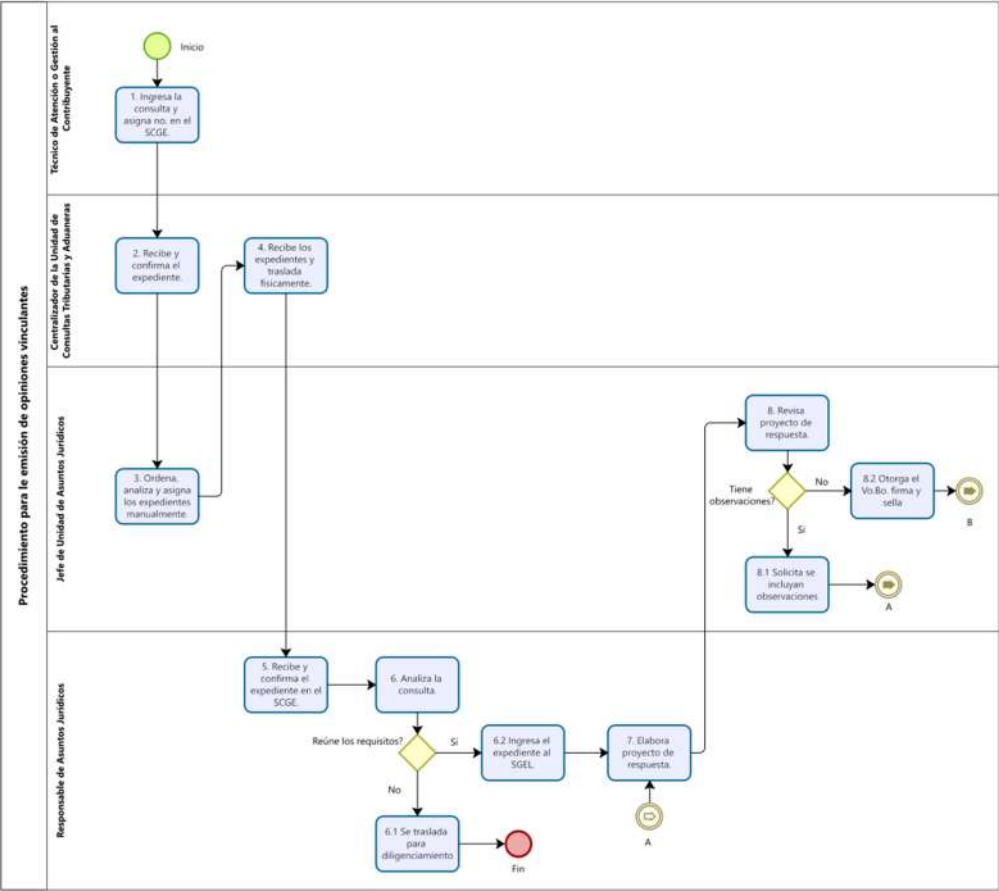 Procedimiento para le emisión de opiniones vinculantes
Técnico de Atención o Gestión al
Contribuyente
Inicio
1. Ingresa la
consulta y
asigna no. en el
SCGE.
Centralizador de la Unidad de
Consultas Tributarias y Aduaneras
2. Recibe y
confirma el
expediente.
4. Recibe los
expedientes y
traslada
fisicamente.
Jefe de Unidad de Asuntos Jurídicos
3. Ordena,
analiza y asigna
los expedientes
manualmente.
8. Revisa
proyecto de
respuesta.
Tiene
observaciones?
No
8.2 Otorga el
Vo.Bo. firma y
sella
B
Si
8.1 Solicita se
incluyan
observaciones
A
Responsable de Asuntos Jurídicos
5. Recibe y
confirma el
expediente en el
SCGE.
6. Analiza la
consulta.
Reúne los requisitos?
Si
6.2 Ingresa el
expediente al
SGEL.
7. Elabora
proyecto de
respuesta.
A
No
6.1 Se traslada
para
diligenciamiento
Fin